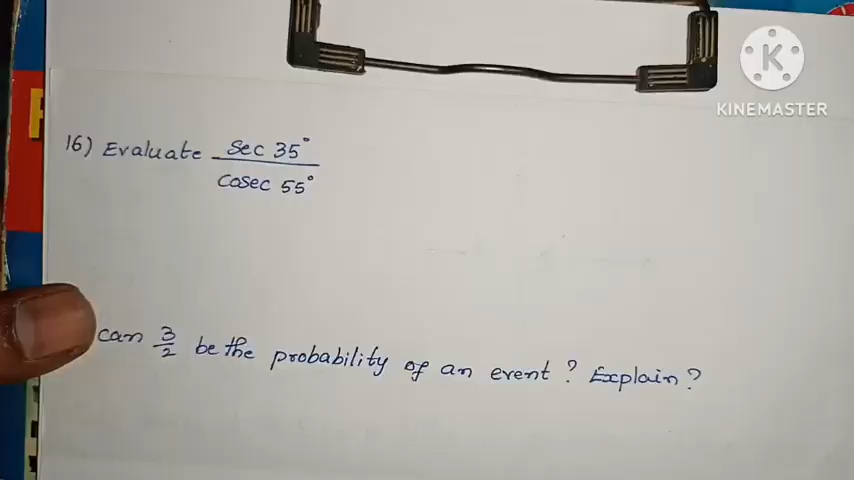 KINEMASTER
16) Evaluate sec 35° / cosec 55°
can 3/2 be the probability of an event ? Explain ?